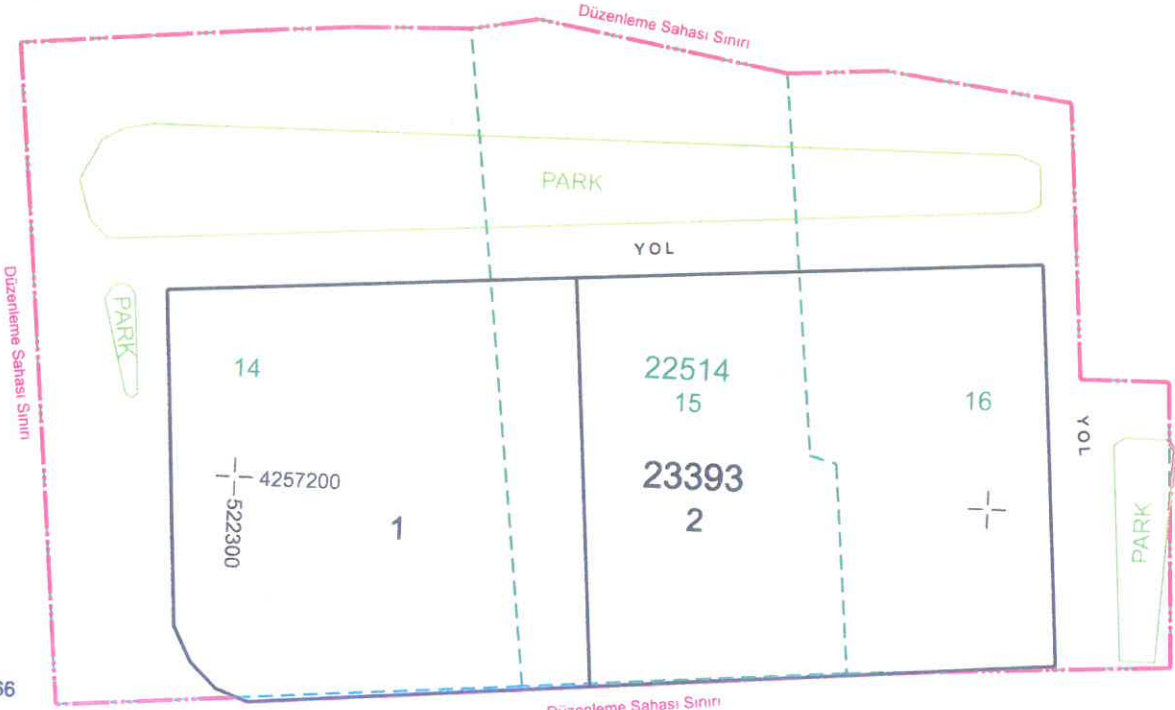 Düzenleme Sahası Sınırı
PARK
YOL
Düzenleme Sahası Sınırı
PARK
14
22514
15
16
YOL
4257200
522300
23393
1
2
PARK
66
Düzenleme Sahası Sınırı